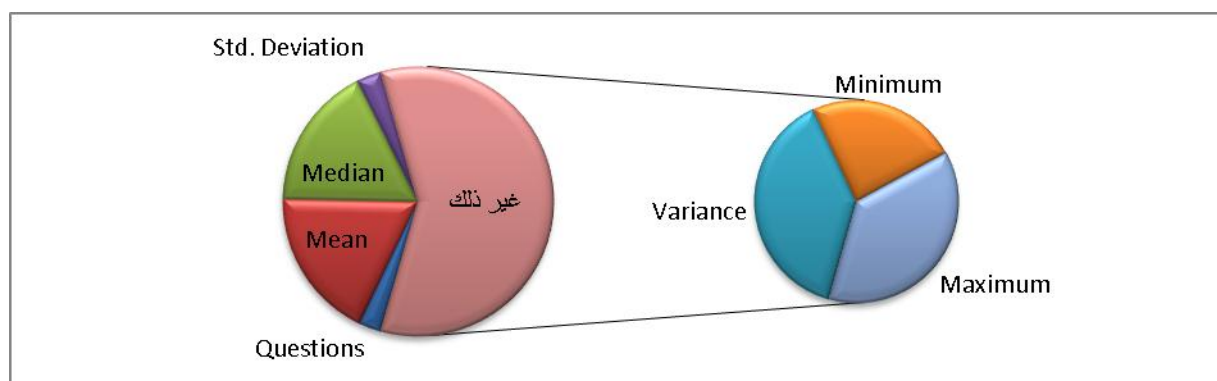 Std. Deviation
Minimum
Median
غير ذلك
Variance
Mean
Maximum
Questions